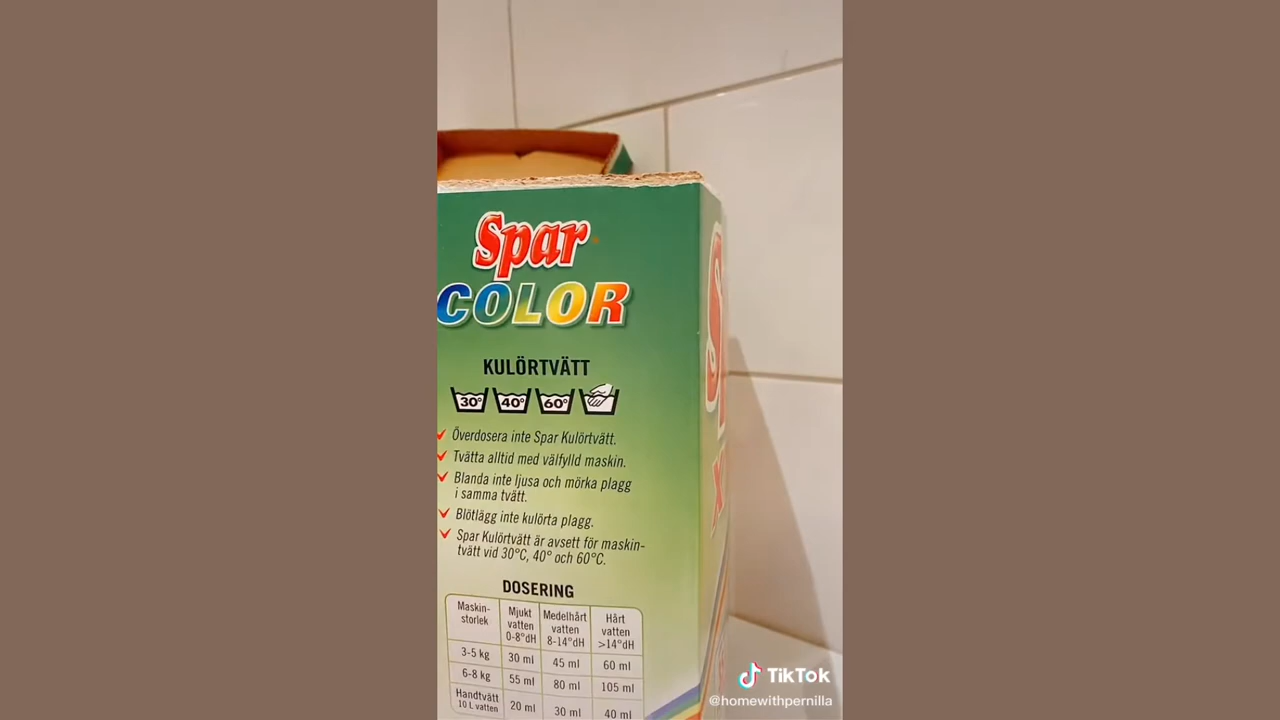 Spar
COLOR
KULÖRTVÄTT
30° 40° 60°
Överdosera inte Spar Kulörtvätt.
Tvätta alltid med välfylld maskin.
Blanda inte ljusa och mörka plagg
i samma tvätt.
Blötlägg inte kulörta plagg.
Spar Kulörtvätt är avsett för maskin-
tvätt vid 30°C, 40° och 60°C.
DOSERING
Maskin-
storlek
Mjukt
vatten
0-8°dH
Medelhårt
vatten
8-14°dH
Hårt
vatten
>14°dH
3-5 kg 30 ml 45 ml 60 ml
6-8 kg 55 ml 80 ml 105 ml
Handtvätt
10 L vatten
20 ml 30 ml 40 ml
TikTok
@homewithpernilla